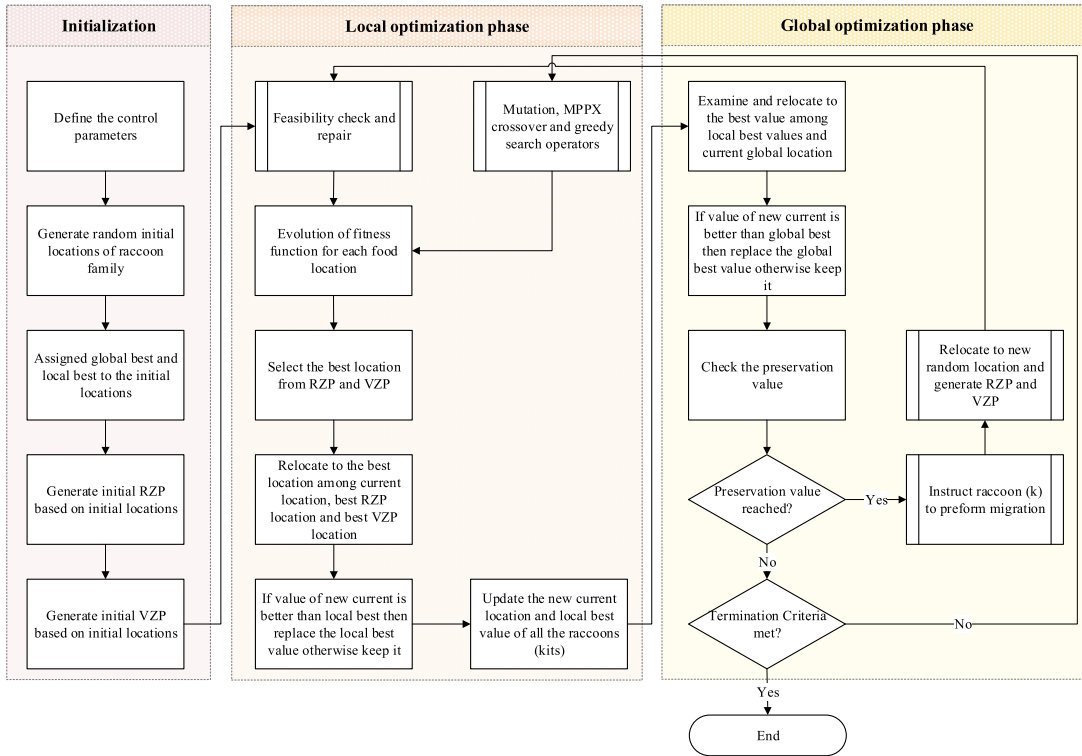 Initialization
Define the control
parameters
Generate random initial
locations of raccoon
family
Assigned global best and
local best to the initial
locations
Generate initial RZP
based on initial locations
Generate initial VZP
based on initial locations
Local optimization phase
Feasibility check and
repair
Mutation, MPPX
crossover and greedy
search operators
Evolution of fitness
function for each food
location
Select the best location
from RZP and VZP
Relocate to the best
location among current
location, best RZP
location and best VZP
location
If value of new current is
better than local best then
replace the local best
value otherwise keep it
Update the new current
location and local best
value of all the raccoons
(kits)
Global optimization phase
Examine and relocate to
the best value among
local best values and
current global location
If value of new current is
better than global best
then replace the global
best value otherwise keep
it
Check the preservation
value
Relocate to new
random location and
generate RZP and
VZP
Preservation value
reached?
Yes
Instruct raccoon (k)
to preform migration
No
Termination Criteria
met?
No
Yes
End